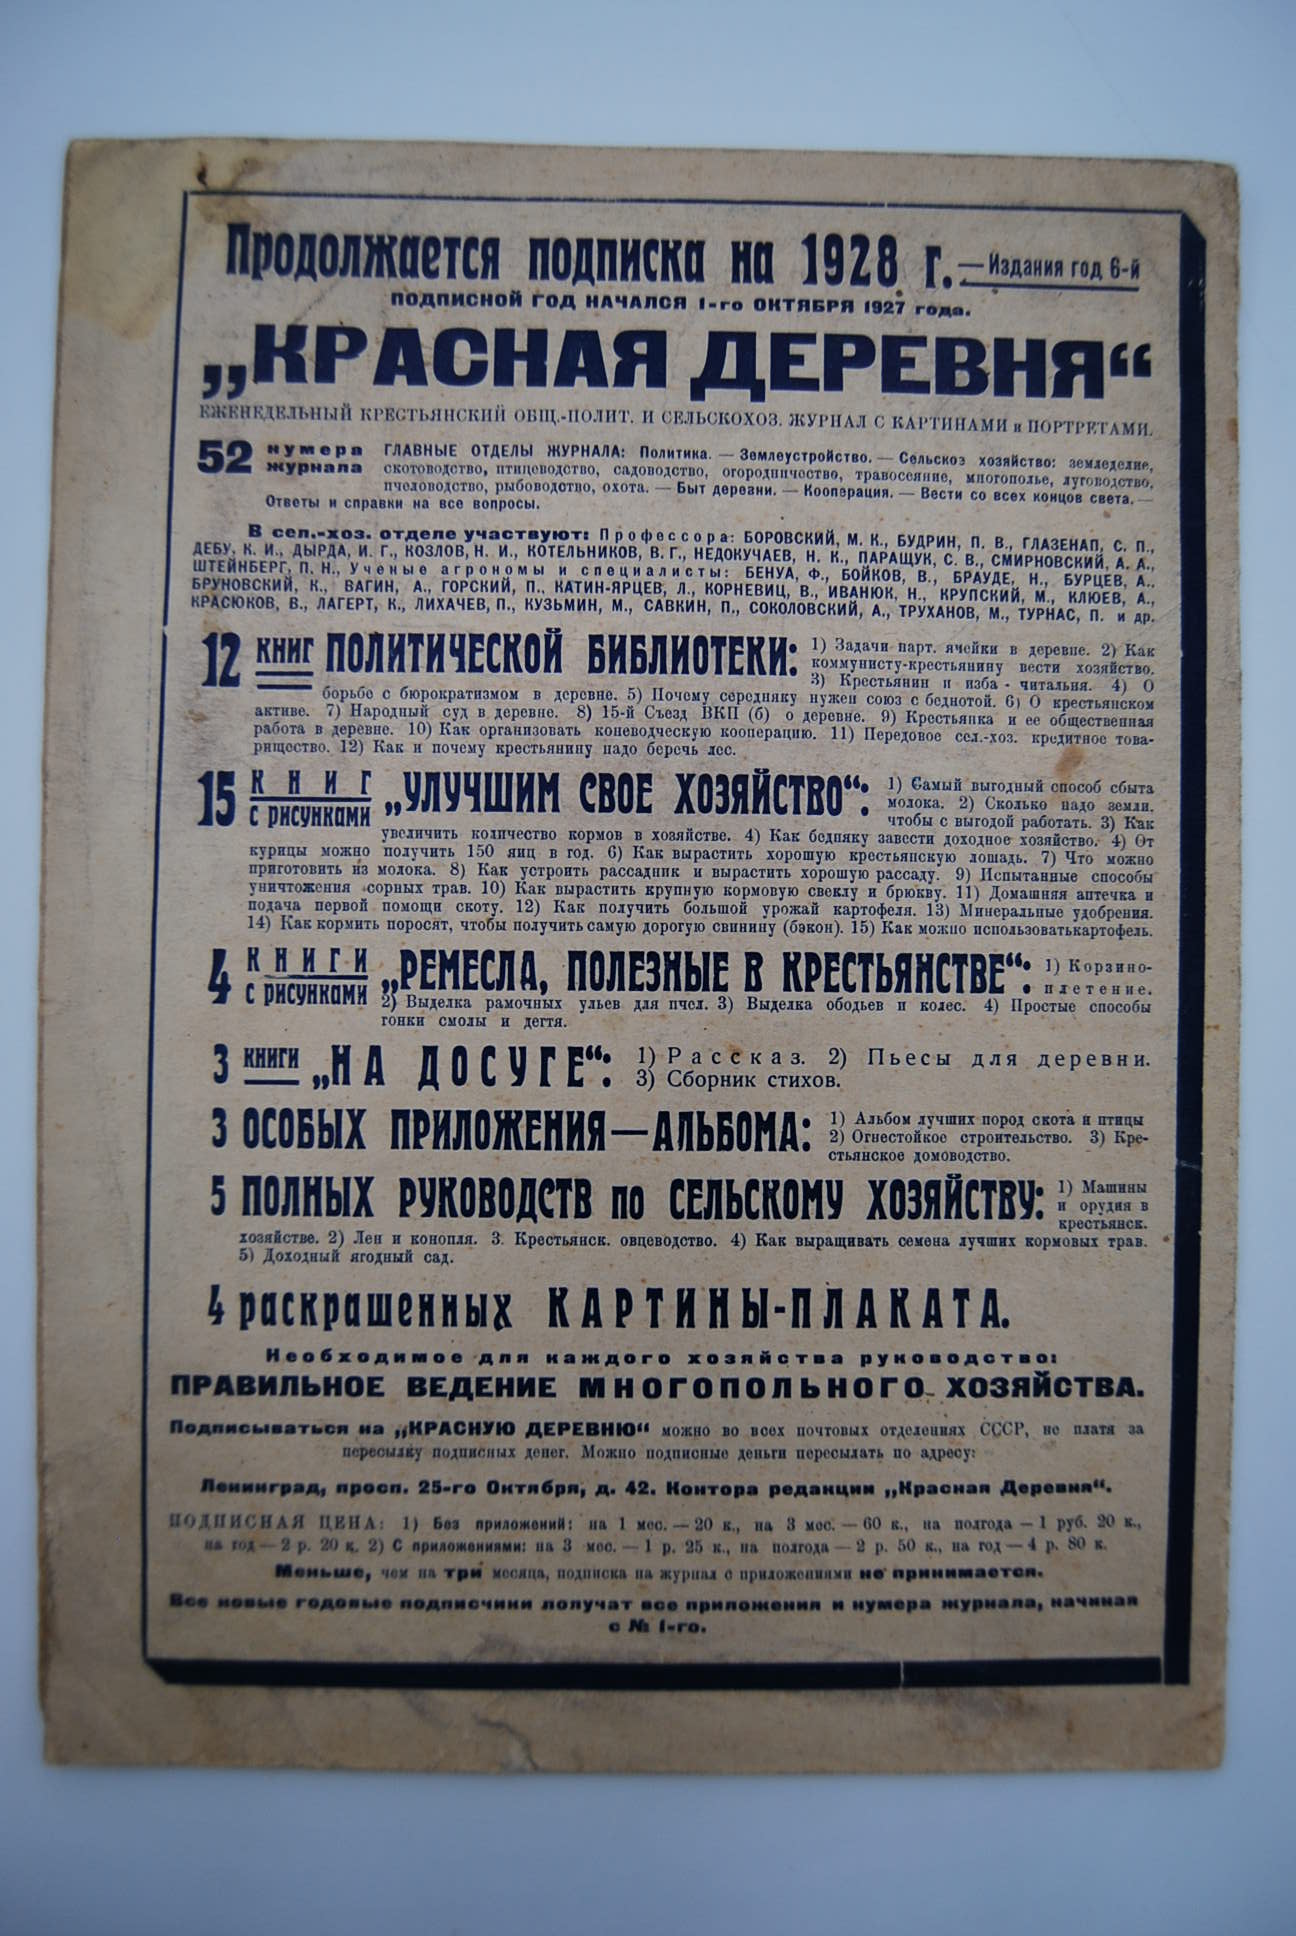 Продолжается подписка на 1928 г. — Издания год 6-й
ПОДПИСНОЙ ГОД НАЧАЛСЯ 1-го ОКТЯБРЯ 1927 года.
„КРАСНАЯ ДЕРЕВНЯ“
ЕЖЕНЕДЕЛЬНЫЙ КРЕСТЬЯНСКИЙ ОБЩ.-ПОЛИТ. И СЕЛЬСКОХОЗ. ЖУРНАЛ С КАРТИНАМИ и ПОРТРЕТАМИ.
52 нумера журнала ГЛАВНЫЕ ОТДЕЛЫ ЖУРНАЛА: Политика. — Землеустройство. — Сельскоз хозяйство: земледелие,
скотоводство, птицеводство, садоводство, огородничество, травосеяние, многополье, луговодство,
пчеловодство, рыбоводство, охота. — Быт деревни. — Кооперация. — Вести со всех концов света. —
Ответы и справки на все вопросы.
В сел.-хоз. отделе участвуют: Профессора: БОРОВСКИЙ, М. К., БУДРИН, П. В., ГЛАЗЕНАП, С. П.,
ДЕБУ, К. И., ДЫРДА, И. Г., КОЗЛОВ, Н. И., КОТЕЛЬНИКОВ, В. Г., НЕДОКУЧАЕВ, Н. К., ПАРАЩУК, С. В., СМИРНОВСКИЙ, А. А.,
ШТЕЙНБЕРГ, П. Н., Ученые агрономы и специалисты: БЕНУА, Ф., БОЙКОВ, В., БРАУДЕ, Н., БУРЦЕВ, А.,
БРУНОВСКИЙ, К., ВАГИН, А., ГОРСКИЙ, П., КАТИН-ЯРЦЕВ, Л., КОРНЕВИЦ, В., ИВАНЮК, Н., КРУПСКИЙ, М., КЛЮЕВ, А.,
КРАСЮКОВ, В., ЛАГЕРТ, К., ЛИХАЧЕВ, П., КУЗЬМИН, М., САВКИН, П., СОКОЛОВСКИЙ, А., ТРУХАНОВ, М., ТУРНАС, П. и др.
12 КНИГ ПОЛИТИЧЕСКОЙ БИБЛИОТЕКИ: 1) Задачи парт. ячейки в деревне. 2) Как
коммунисту-крестьянину вести хозяйство.
3) Крестьянин и изба - читальня. 4) О
борьбе с бюрократизмом в деревне. 5) Почему середняку нужен союз с беднотой. 6) О крестьянском
активе. 7) Народный суд в деревне. 8) 15-й Съезд ВКП (б) о деревне. 9) Крестьянка и ее общественная
работа в деревне. 10) Как организовать коневодческую кооперацию. 11) Передовое сел.-хоз. кредитное това-
рищество. 12) Как и почему крестьянину надо беречь лес.
15 КНИГ с рисунками „УЛУЧШИМ СВОЕ ХОЗЯЙСТВО“: 1) Самый выгодный способ сбыта
молока. 2) Сколько надо земли,
чтобы с выгодой работать. 3) Как
увеличить количество кормов в хозяйстве. 4) Как бедняку завести доходное хозяйство. 4) От
курицы можно получить 150 яиц в год. 6) Как вырастить хорошую крестьянскую лошадь. 7) Что можно
приготовить из молока. 8) Как устроить рассадник и вырастить хорошую рассаду. 9) Испытанные способы
уничтожения сорных трав. 10) Как вырастить крупную кормовую свеклу и брюкву. 11) Домашняя аптечка и
подача первой помощи скоту. 12) Как получить большой урожай картофеля. 13) Минеральные удобрения.
14) Как кормить поросят, чтобы получить самую дорогую свинину (бэкон). 15) Как можно использоватькартофель.
4 КНИГИ с рисунками „РЕМЕСЛА, ПОЛЕЗНЫЕ В КРЕСТЬЯНСТВЕ“: 1) Корзино-
плетение.
2) Выделка рамочных ульев для пчел. 3) Выделка ободьев и колес. 4) Простые способы
гонки смолы и дегтя.
3 КНИГИ „НА ДОСУГЕ“: 1) Рассказ. 2) Пьесы для деревни.
3) Сборник стихов.
3 ОСОБЫХ ПРИЛОЖЕНИЯ—АЛЬБОМА: 1) Альбом лучших пород скота и птицы
2) Огнестойкое строительство. 3) Кре-
стьянское домоводство.
5 ПОЛНЫХ РУКОВОДСТВ по СЕЛЬСКОМУ ХОЗЯЙСТВУ: 1) Машины
и орудия в
крестьянск.
хозяйстве. 2) Лен и конопля. 3. Крестьянск. овцеводство. 4) Как выращивать семена лучших кормовых трав.
5) Доходный ягодный сад.
4 раскрашенных КАРТИНЫ-ПЛАКАТА.
Необходимое для каждого хозяйства руководство:
ПРАВИЛЬНОЕ ВЕДЕНИЕ МНОГОПОЛЬНОГО ХОЗЯЙСТВА.
Подписываться на „КРАСНУЮ ДЕРЕВНЮ“ можно во всех почтовых отделениях СССР, не платя за
пересылку подписных денег. Можно подписные деньги пересылать по адресу:
Ленинград, просп. 25-го Октября, д. 42. Контора редакции „Красная Деревня“.
ПОДПИСНАЯ ЦЕНА: 1) Без приложений: на 1 мес. — 20 к., на 3 мес. — 60 к., на полгода — 1 руб. 20 к.,
на год — 2 р. 20 к. 2) С приложениями: на 3 мес. — 1 р. 25 к., на полгода — 2 р. 50 к., на год — 4 р. 80 к.
Меньше, чем на три месяца, подписка на журнал с приложениями не принимается.
Все новые годовые подписчики получат все приложения и нумера журнала, начиная
с № 1-го.